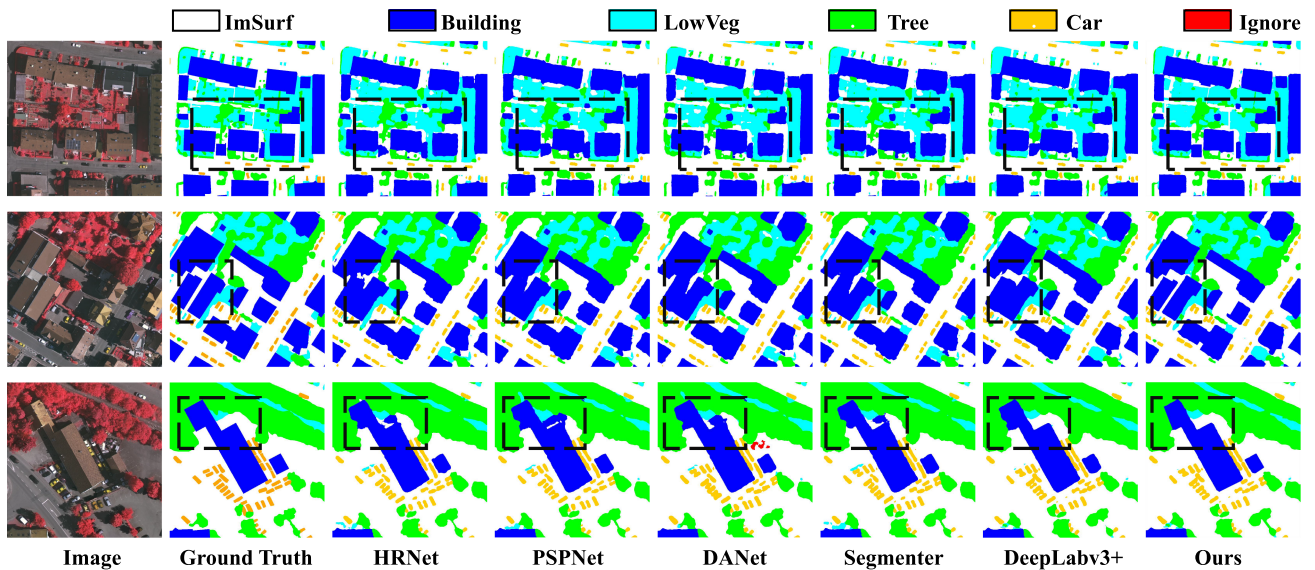 ImSurf Building LowVeg Tree Car Ignore
Image Ground Truth HRNet PSPNet DANet Segmenter DeepLabv3+ Ours